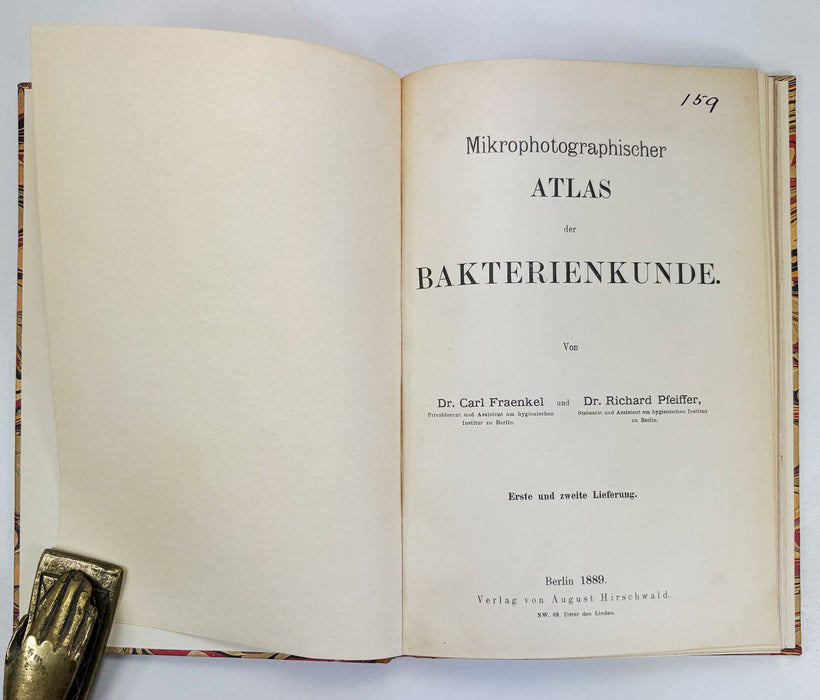 159
Mikrophotographischer
ATLAS
der
BAKTERIENKUNDE.
Von
Dr. Carl Fraenkel und Dr. Richard Pfeiffer,
Privatdocent und Assistent am hygienischen Institut zu Berlin.
Stabsarzt und Assistent am hygienischen Institut zu Berlin.
Erste und zweite Lieferung.
Berlin 1889.
Verlag von August Hirschwald.
NW. 68. Unter den Linden.